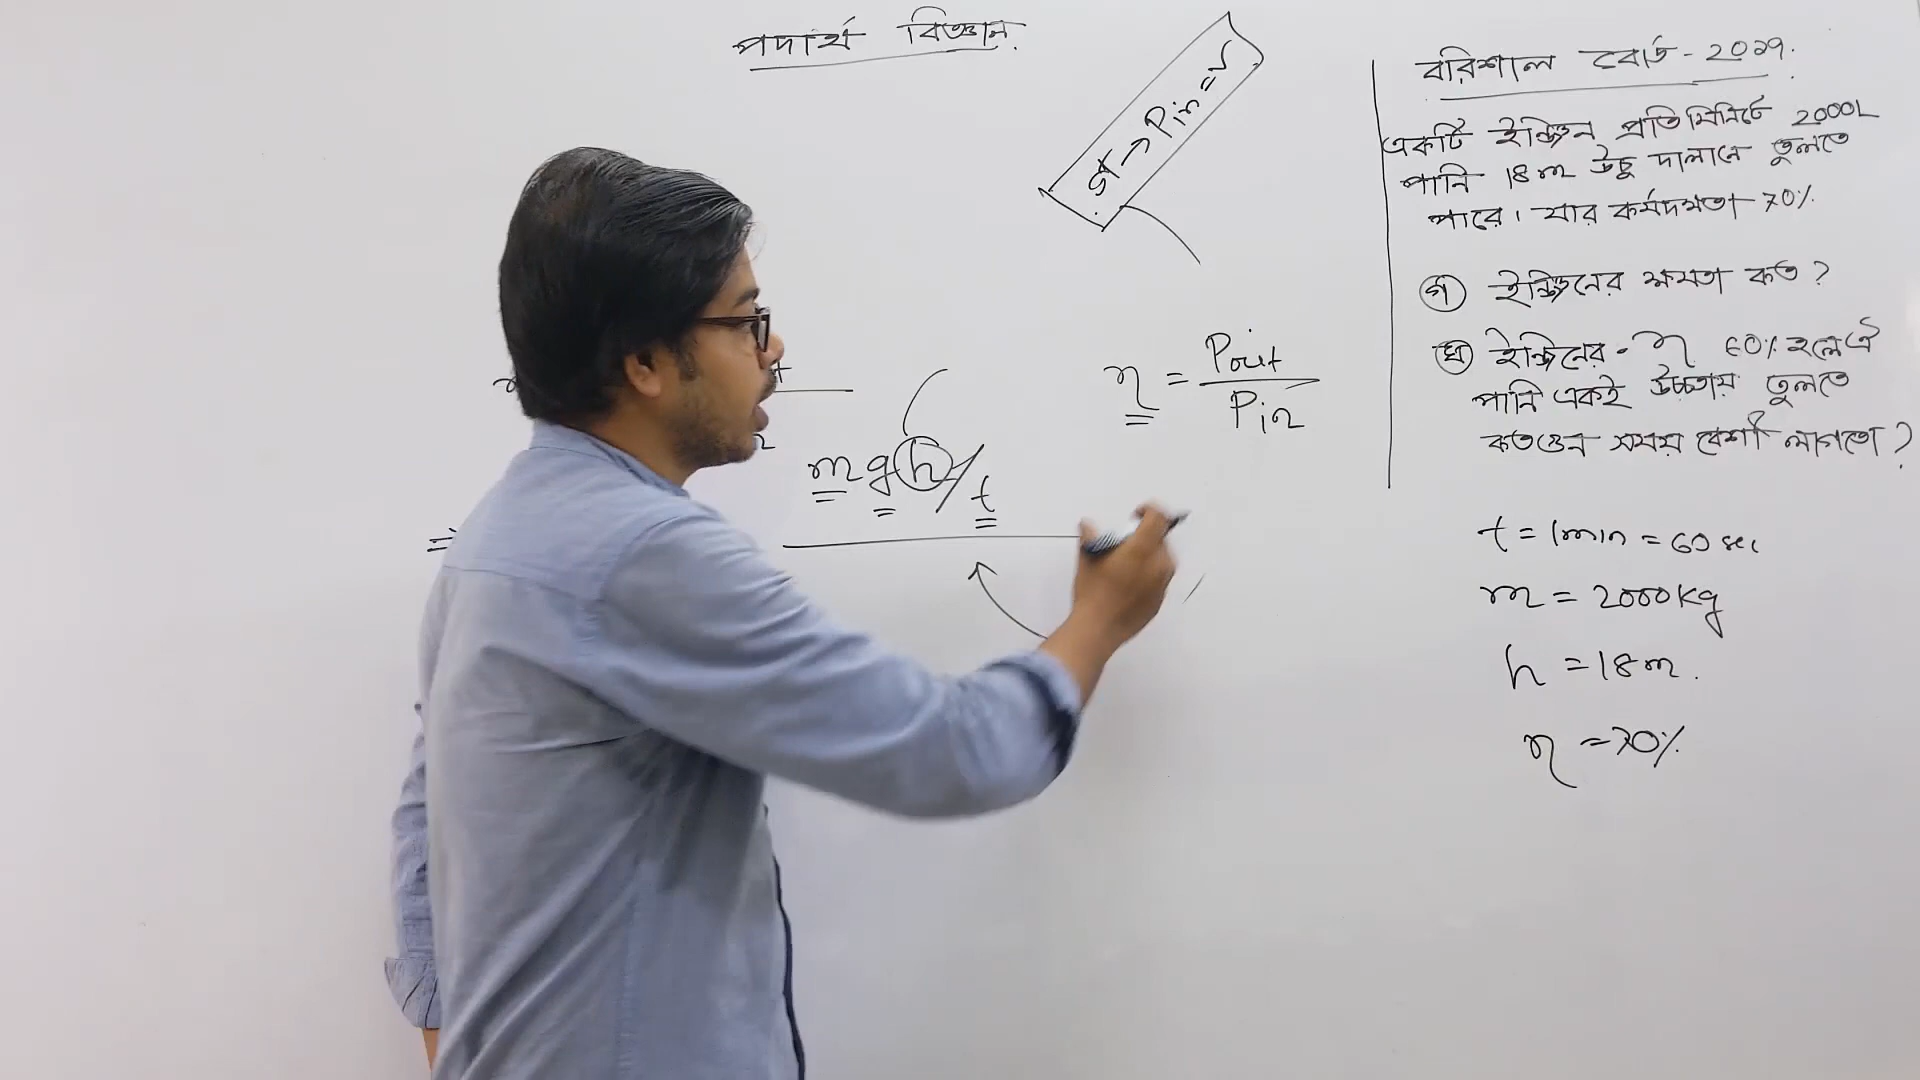 পদার্থ বিজ্ঞান
Pin = √
বরিশাল বোর্ড - ২০১৭.
একটি ইঞ্জিন প্রতিমিনিটে 2000L
পানি 18m উচু দালানে তুলতে
পারে। যার কর্মদক্ষতা 70%.
গ ইঞ্জিনের ক্ষমতা কত?
ঘ ইঞ্জিনের η 60% হলে ঐ
পানি একই উচ্চতায় তুলতে
কতগুন সময় বেশী লাগতো?
η = Pout / Pin
mgh/t
=
t = 1min = 60 sec
m = 2000kg
h = 18m.
η = 70%